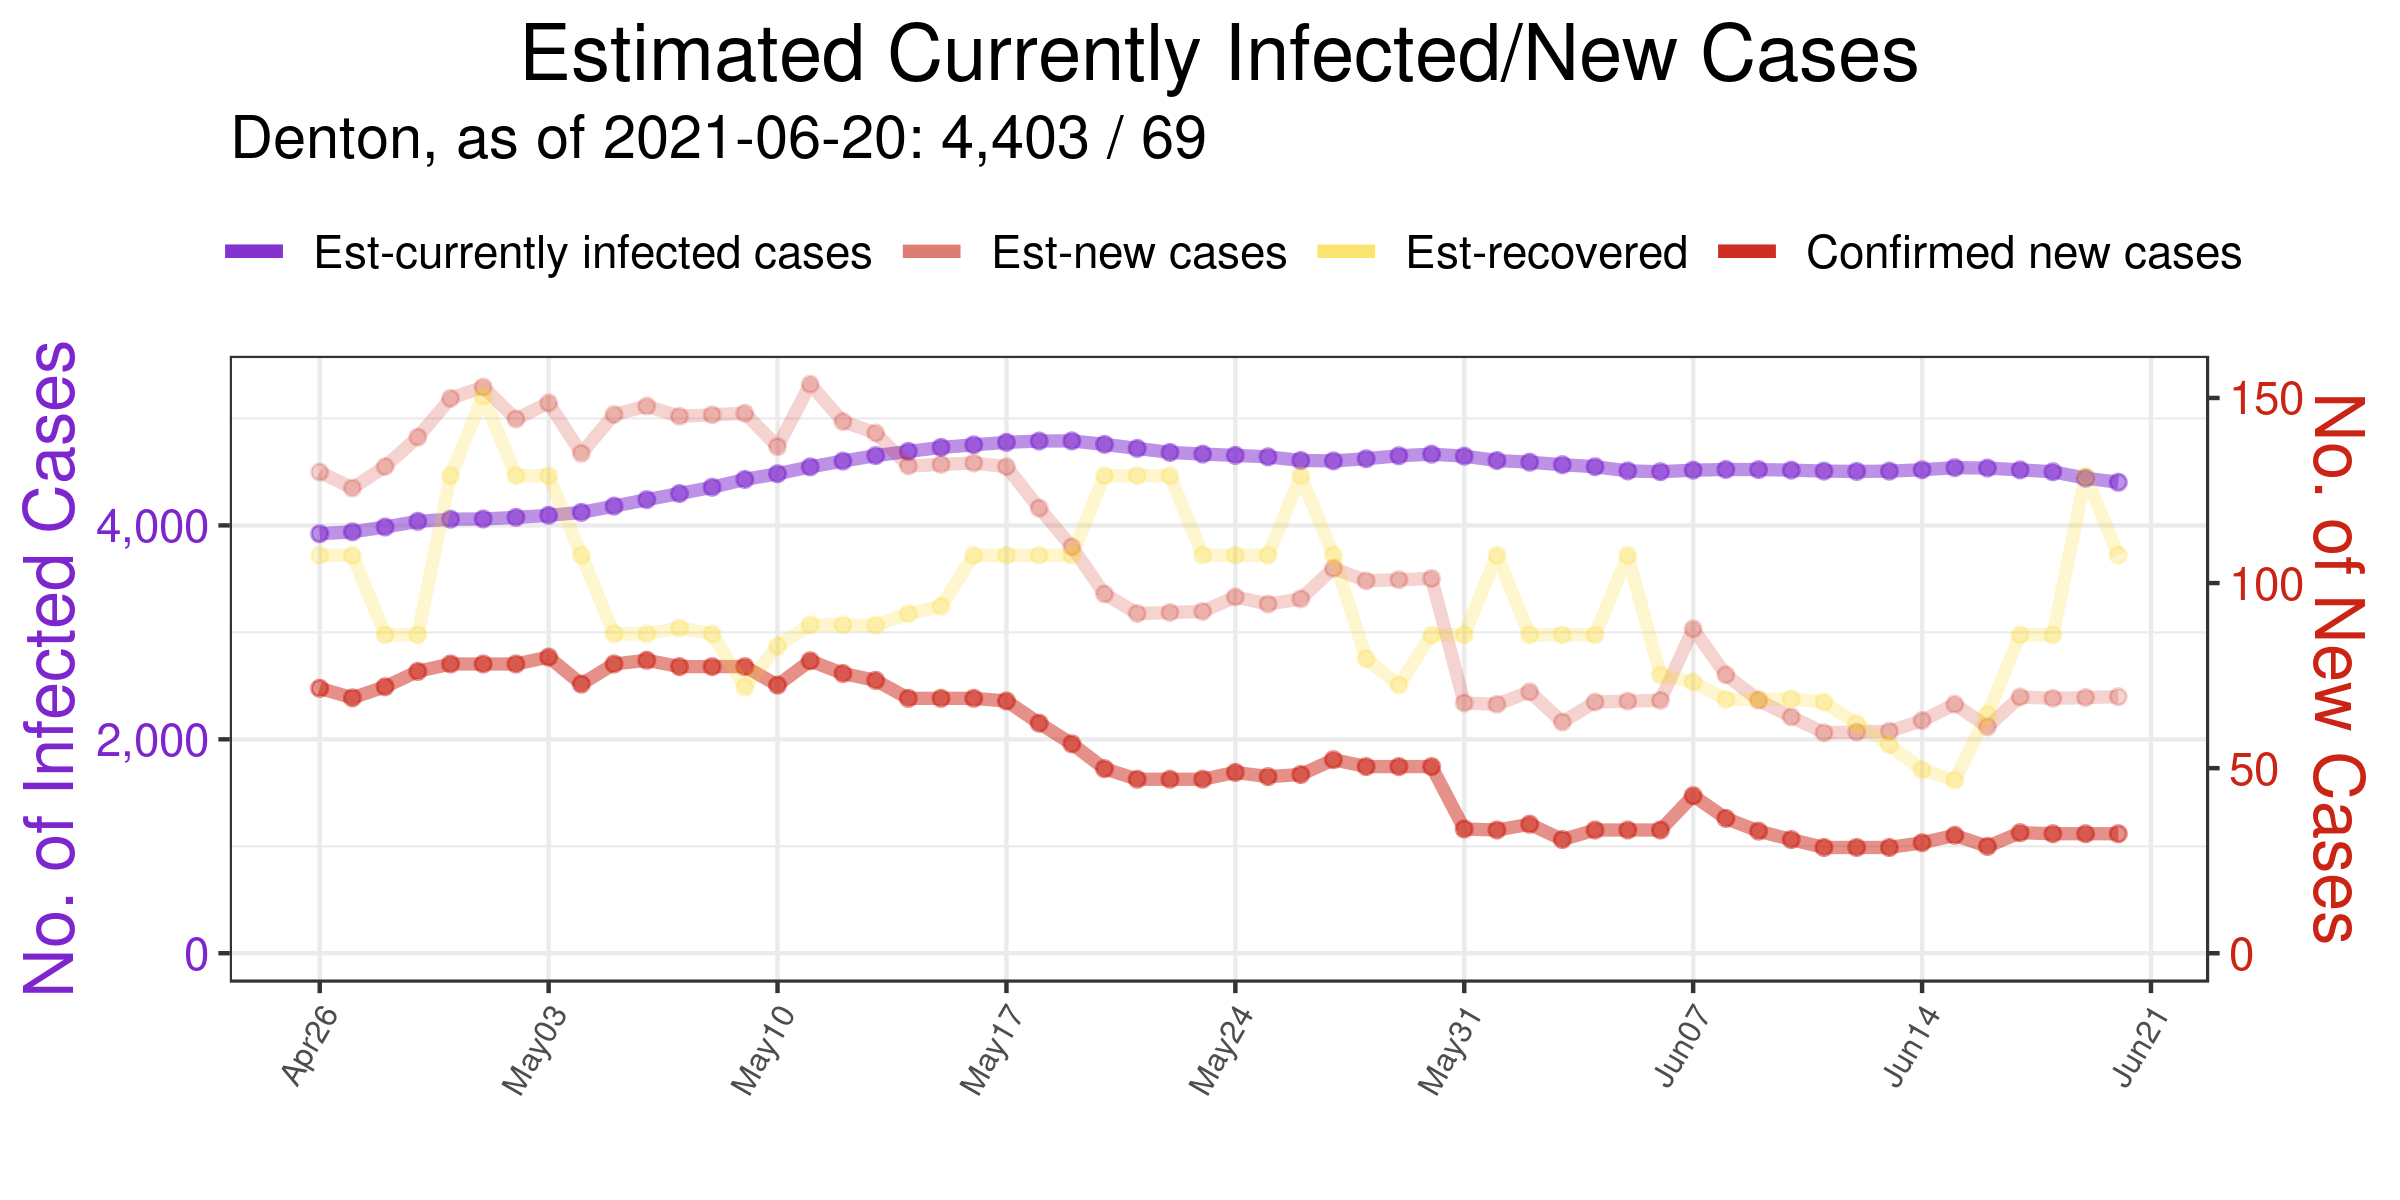 Estimated Currently Infected/New Cases
Denton, as of 2021-06-20: 4,403 / 69
Est-currently infected cases Est-new cases Est-recovered Confirmed new cases
No. of Infected Cases
4,000
2,000
0
150
100
50
0
No. of New Cases
Apr26 May03 May10 May17 May24 May31 Jun07 Jun14 Jun21